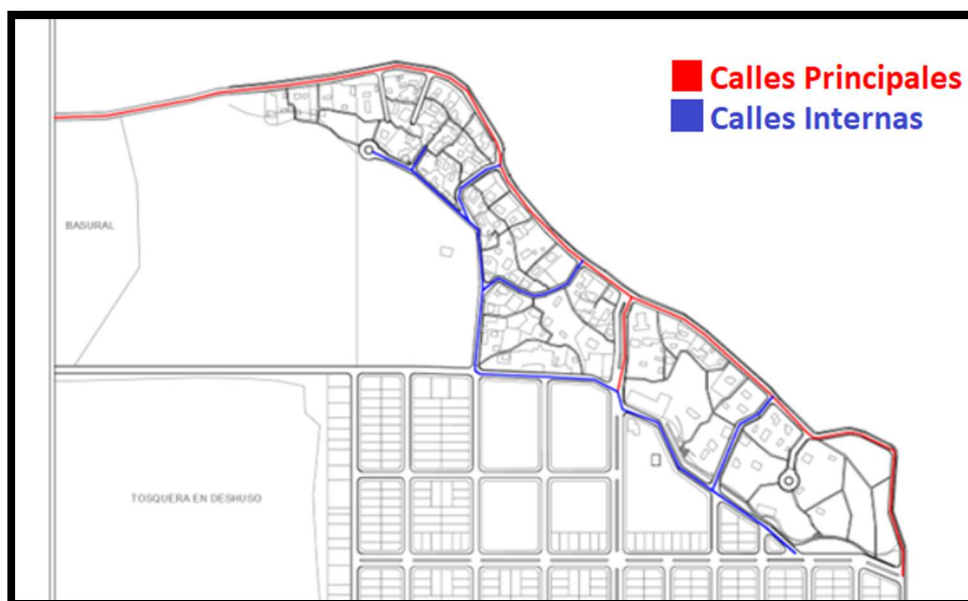 Calles Principales
Calles Internas
BASURAL
TOSQUERA EN DESHUSO